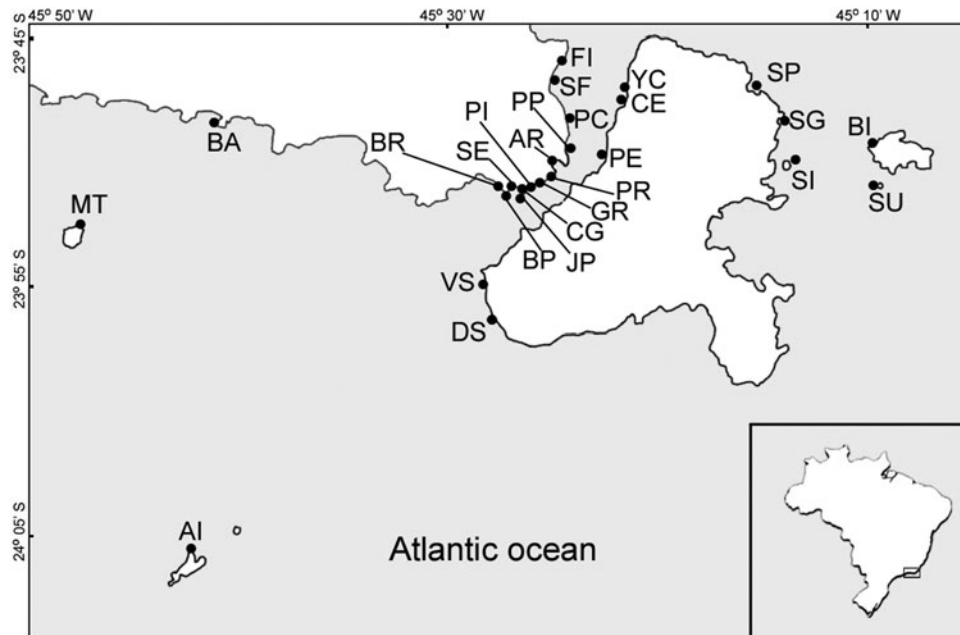 45° 50' W
45° 30' W
45° 10' W
23° 45' S
FI
SF
YC
CE
SP
PI
PP
PC
SG
BA
BR
SE
AR
PE
BI
SI
MT
PR
SU
GR
CG
BP
JP
VS
23° 55' S
DS
24° 05' S
AI
Atlantic ocean